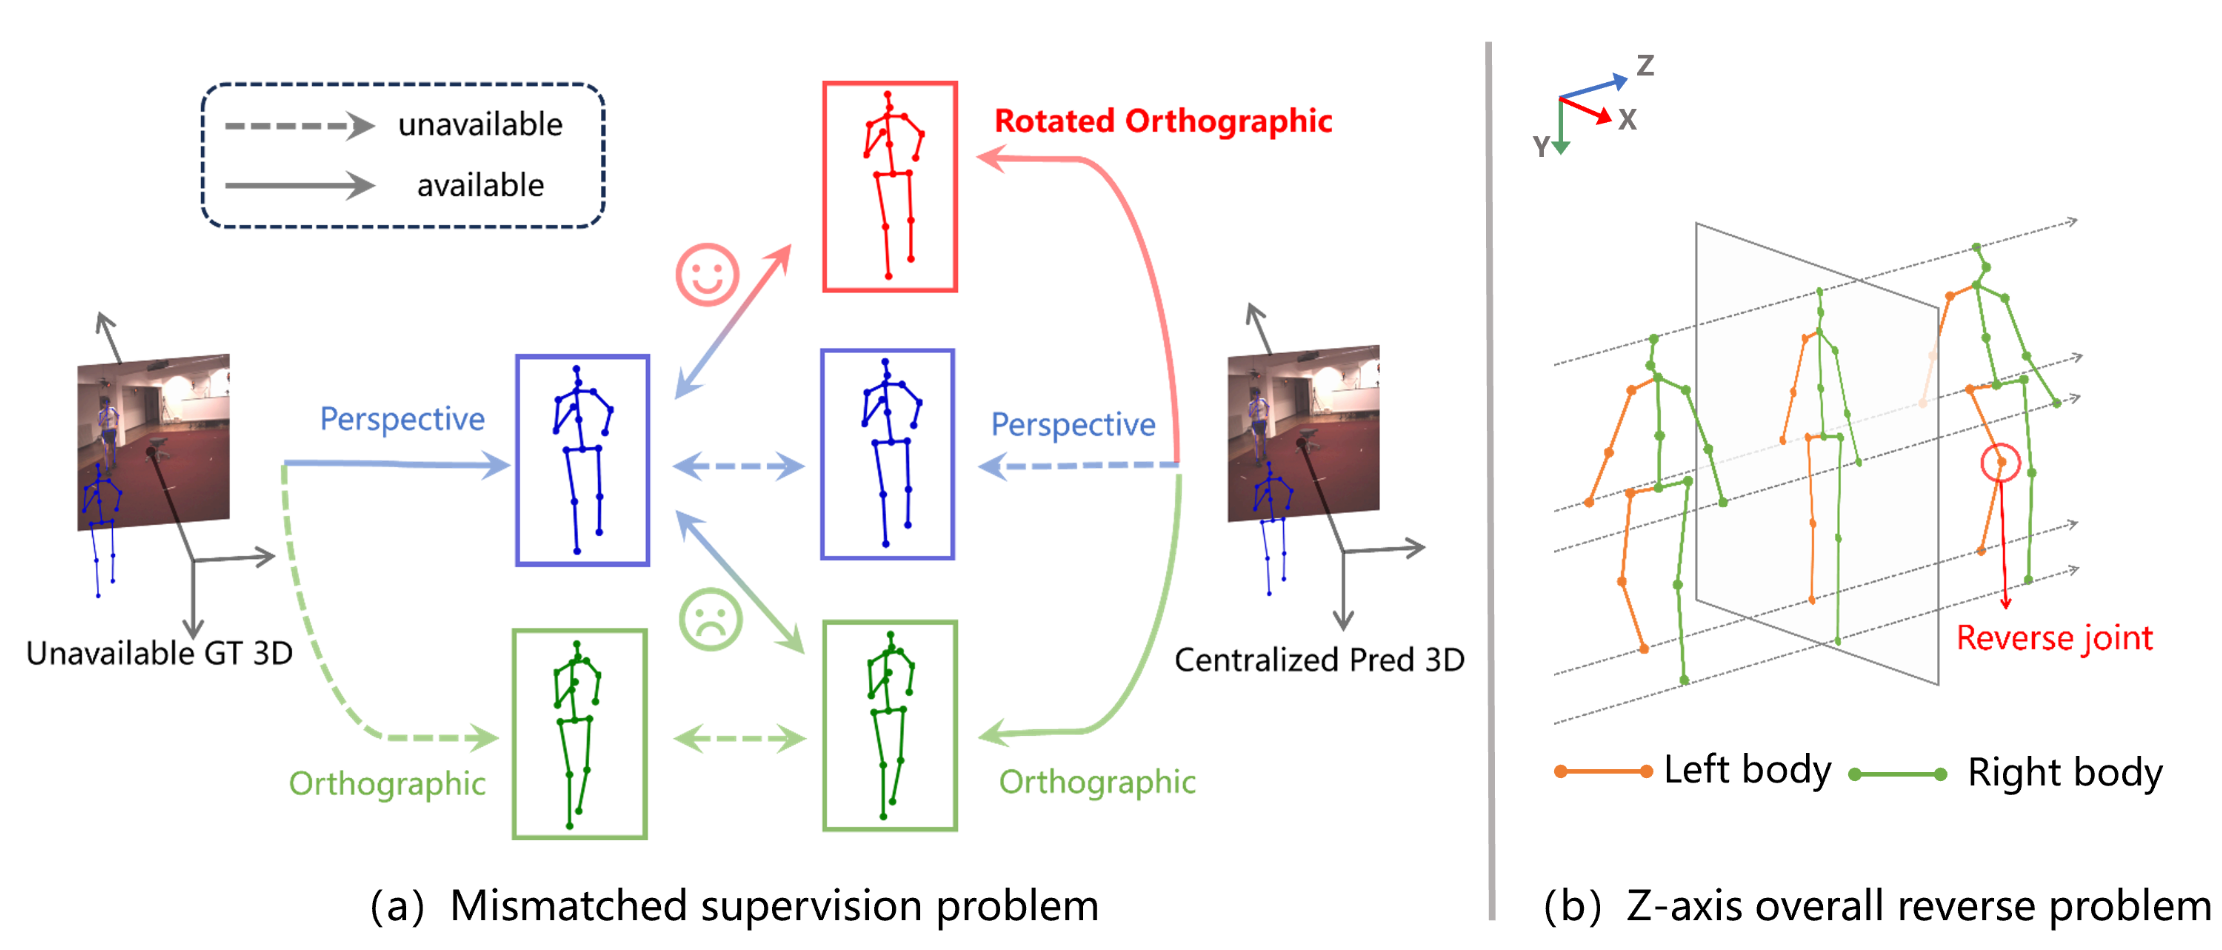 unavailable
available
Rotated Orthographic
Perspective
Perspective
Unavailable GT 3D
Centralized Pred 3D
Orthographic
Orthographic
(a) Mismatched supervision problem
Z
X
Y
Reverse joint
Left body
Right body
(b) Z-axis overall reverse problem